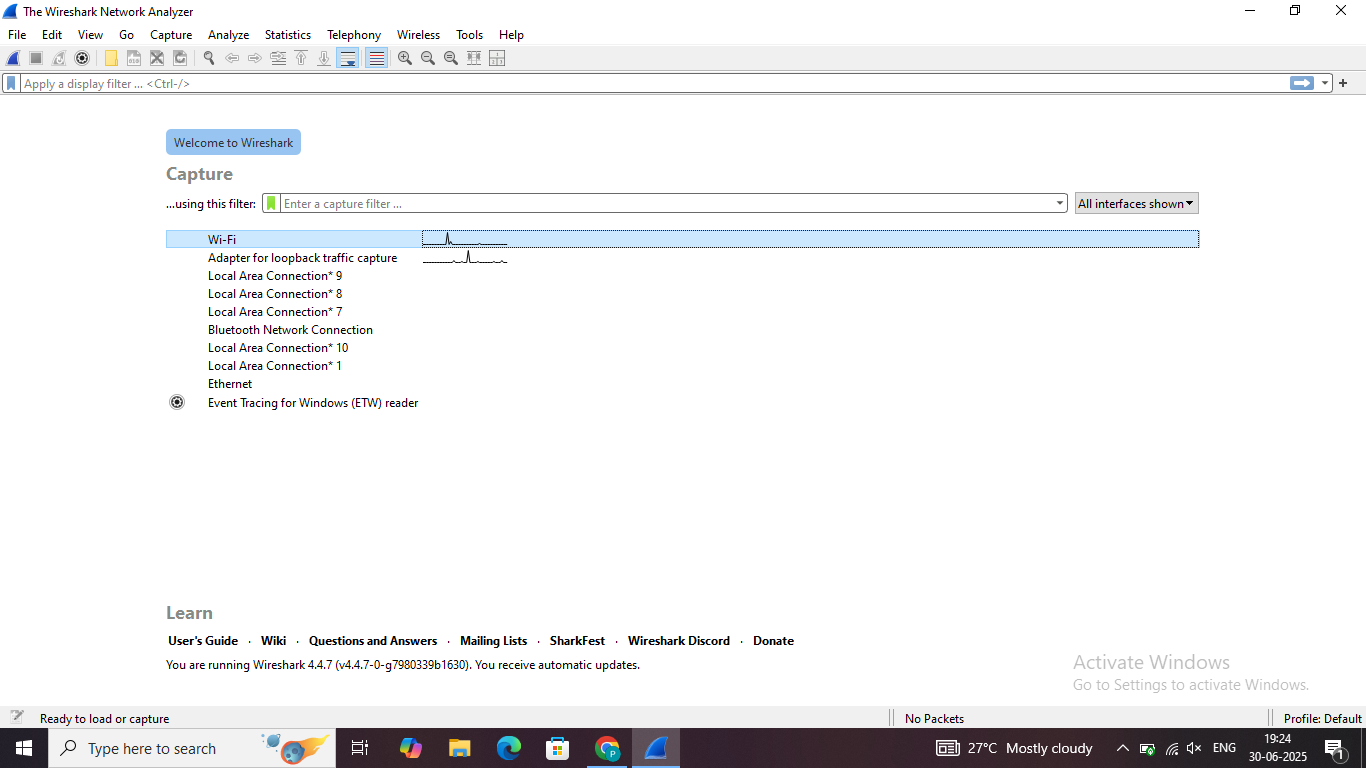 The Wireshark Network Analyzer
File Edit View Go Capture Analyze Statistics Telephony Wireless Tools Help
Apply a display filter ... <Ctrl-/>
Welcome to Wireshark
Capture
...using this filter: Enter a capture filter ... All interfaces shown
Wi-Fi
Adapter for loopback traffic capture
Local Area Connection* 9
Local Area Connection* 8
Local Area Connection* 7
Bluetooth Network Connection
Local Area Connection* 10
Local Area Connection* 1
Ethernet
Event Tracing for Windows (ETW) reader
Learn
User's Guide · Wiki · Questions and Answers · Mailing Lists · SharkFest · Wireshark Discord · Donate
You are running Wireshark 4.4.7 (v4.4.7-0-g7980339b1630). You receive automatic updates.
Activate Windows
Go to Settings to activate Windows.
Ready to load or capture No Packets Profile: Default
Type here to search P 27°C Mostly cloudy ENG 19:24
30-06-2025 1